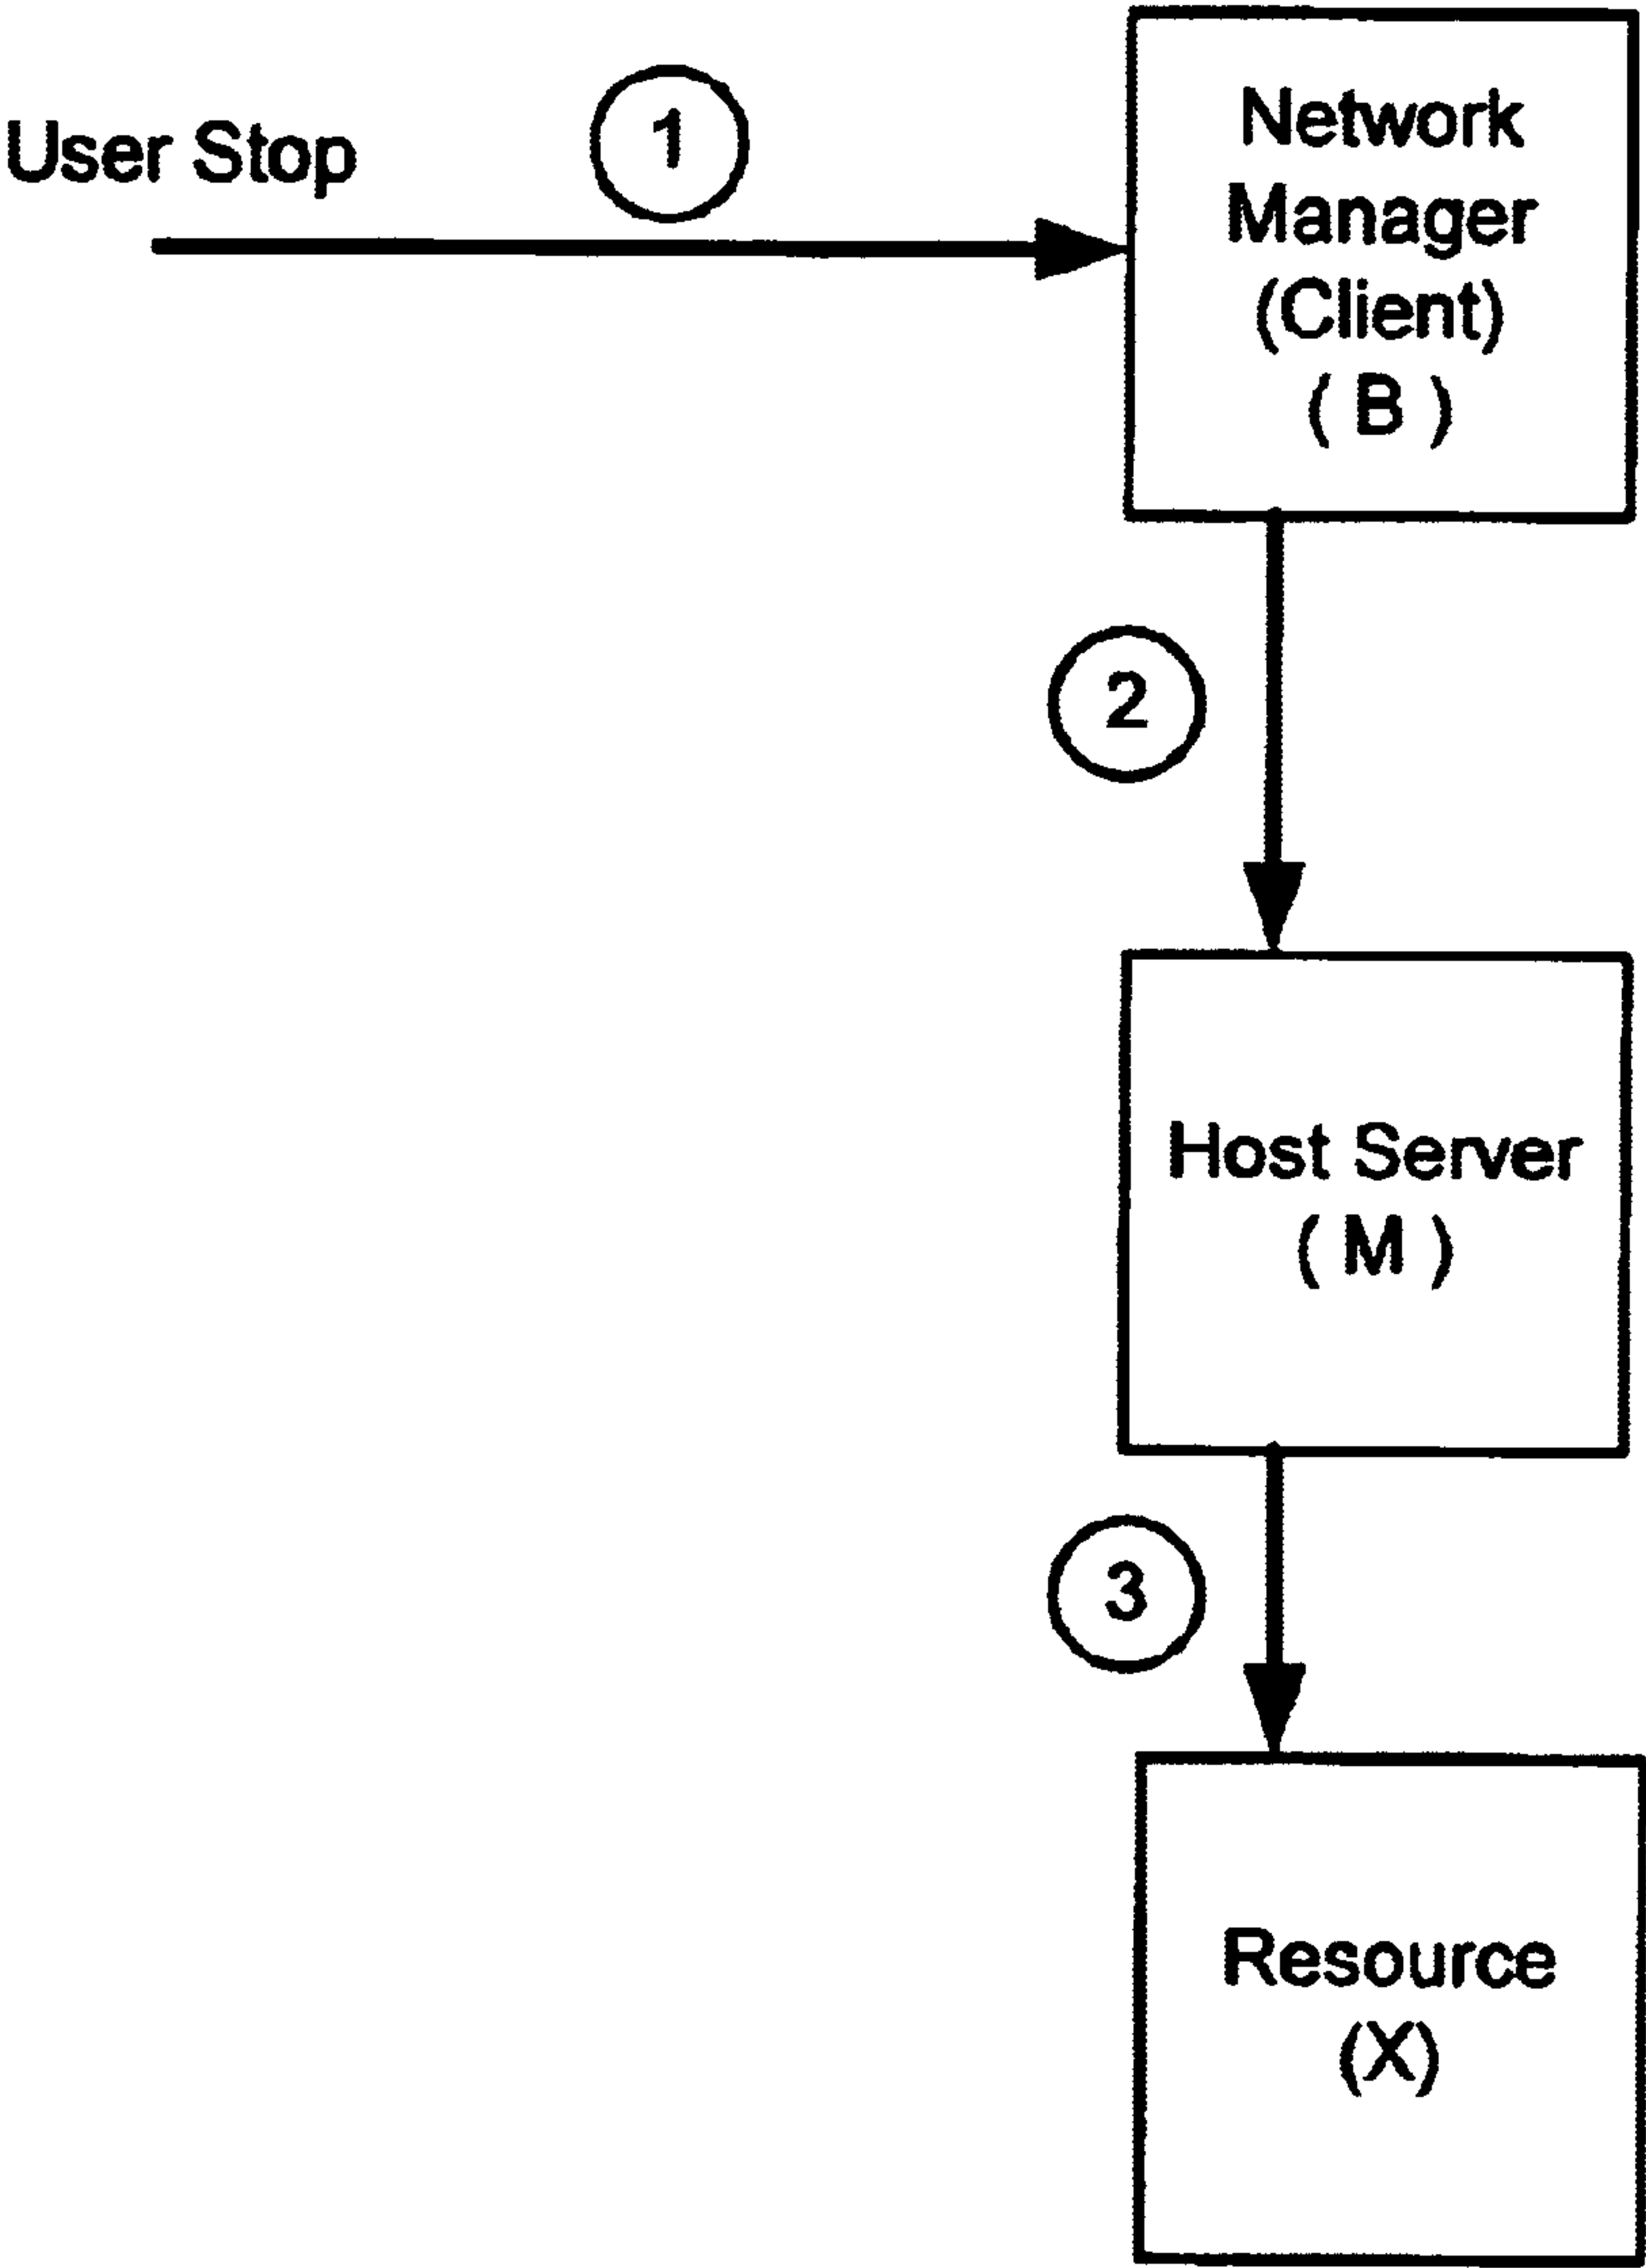 User Stop
1
Network
Manager
(Client)
( B )
2
Host Server
( M )
3
Resource
(X)